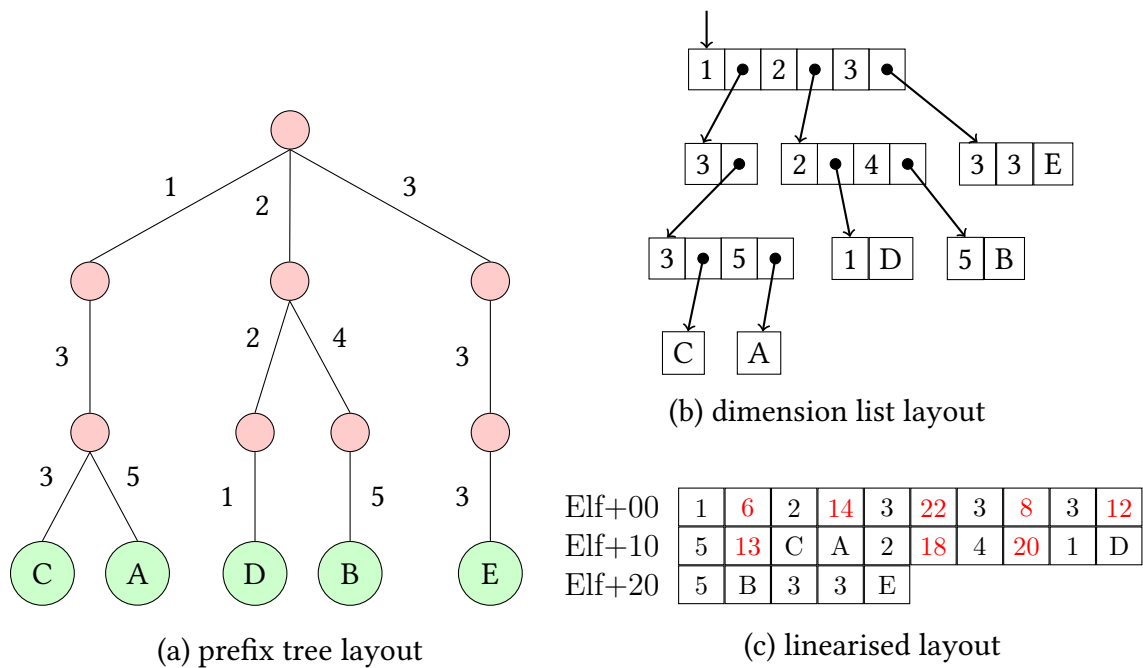 1
2
3
3
2
4
3
3
5
1
5
3
C
A
D
B
E
(a) prefix tree layout
1 2 3
3
2 4
3 3 E
3 5
1 D
5 B
C
A
(b) dimension list layout
Elf+00 1 6 2 14 3 22 3 8 3 12
Elf+10 5 13 C A 2 18 4 20 1 D
Elf+20 5 B 3 3 E
(c) linearised layout